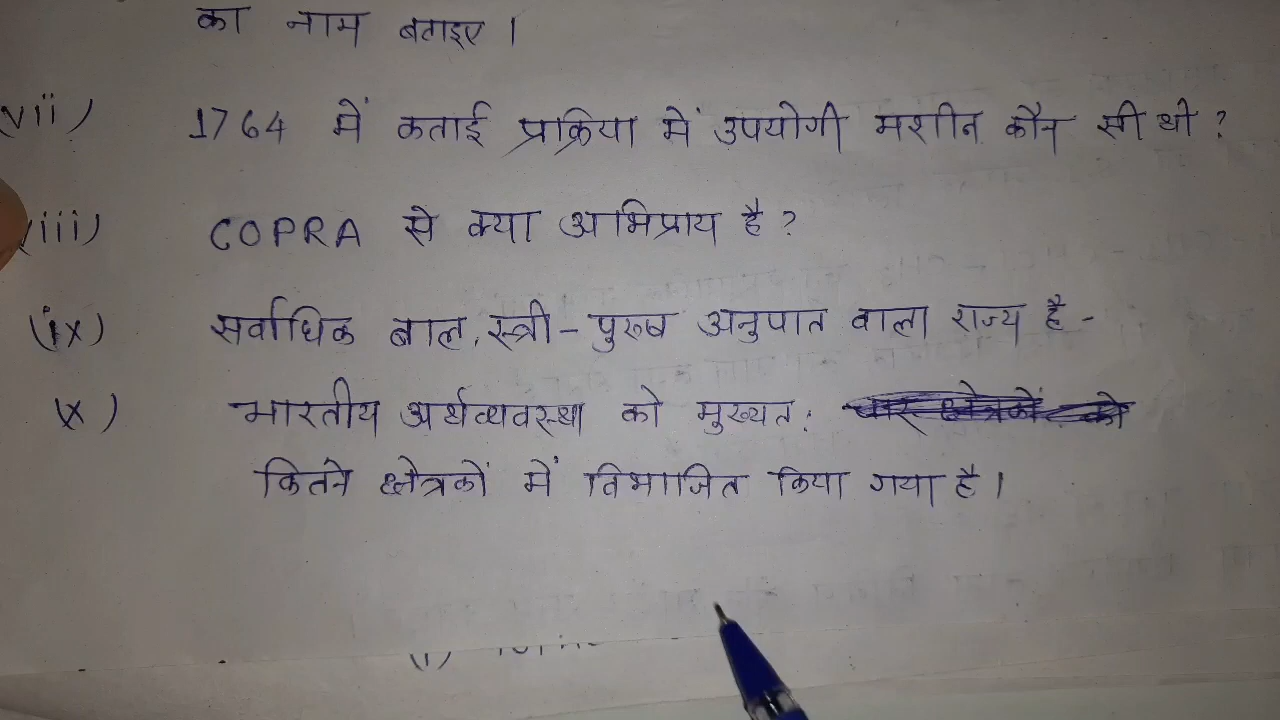 का नाम बताइए ।
(vii) 1764 में कताई प्रक्रिया में उपयोगी मशीन कौन सी थी ?
viii) COPRA से क्या अभिप्राय है ?
(ix) सर्वाधिक बाल, स्त्री - पुरुष अनुपात वाला राज्य है -
(x) भारतीय अर्थव्यवस्था को मुख्यत:
कितने क्षेत्रकों में विभाजित किया गया है ।